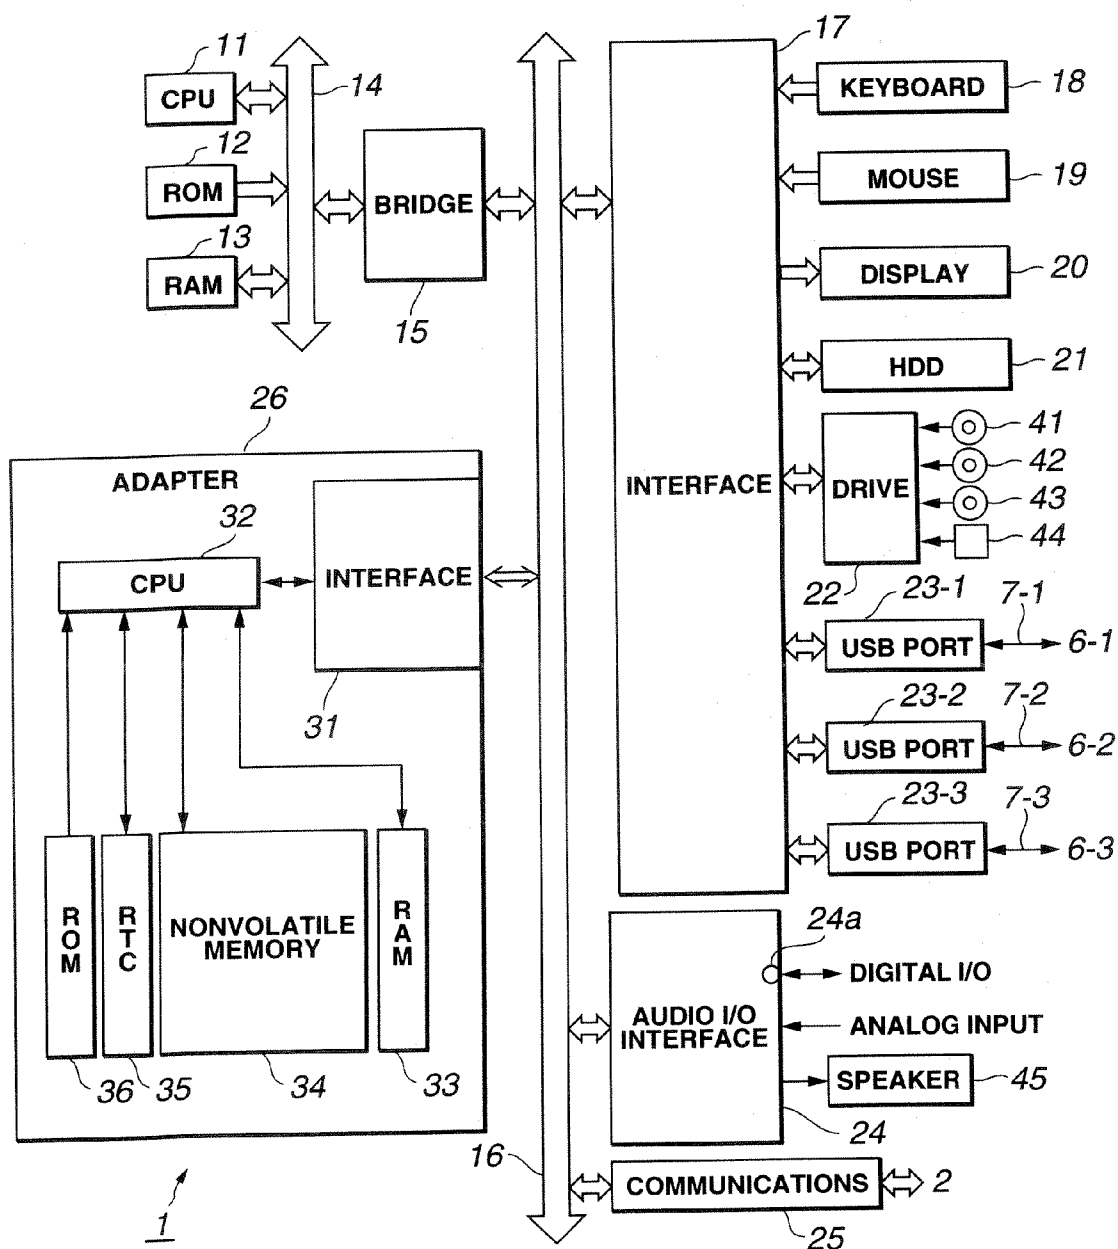 11
CPU
12
ROM
13
RAM
14
BRIDGE
15
17
INTERFACE
KEYBOARD 18
MOUSE 19
DISPLAY 20
HDD 21
DRIVE
22
41
42
43
44
23-1
USB PORT
7-1
6-1
23-2
USB PORT
7-2
6-2
23-3
USB PORT
7-3
6-3
26
ADAPTER
32
CPU
INTERFACE
31
ROM
RTC
NONVOLATILE
MEMORY
RAM
36
35
34
33
24a
AUDIO I/O
INTERFACE
DIGITAL I/O
ANALOG INPUT
SPEAKER 45
24
16
COMMUNICATIONS 2
25
1